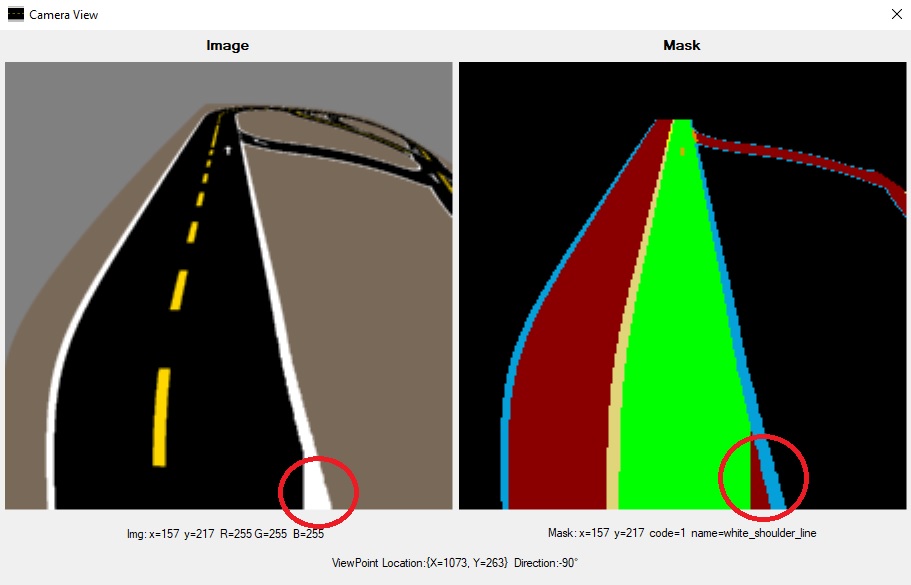 Camera View
Image
Mask
Img: x=157 y=217 R=255 G=255 B=255
Mask: x=157 y=217 code=1 name=white_shoulder_line
ViewPoint Location:{X=1073, Y=263} Direction:-90°